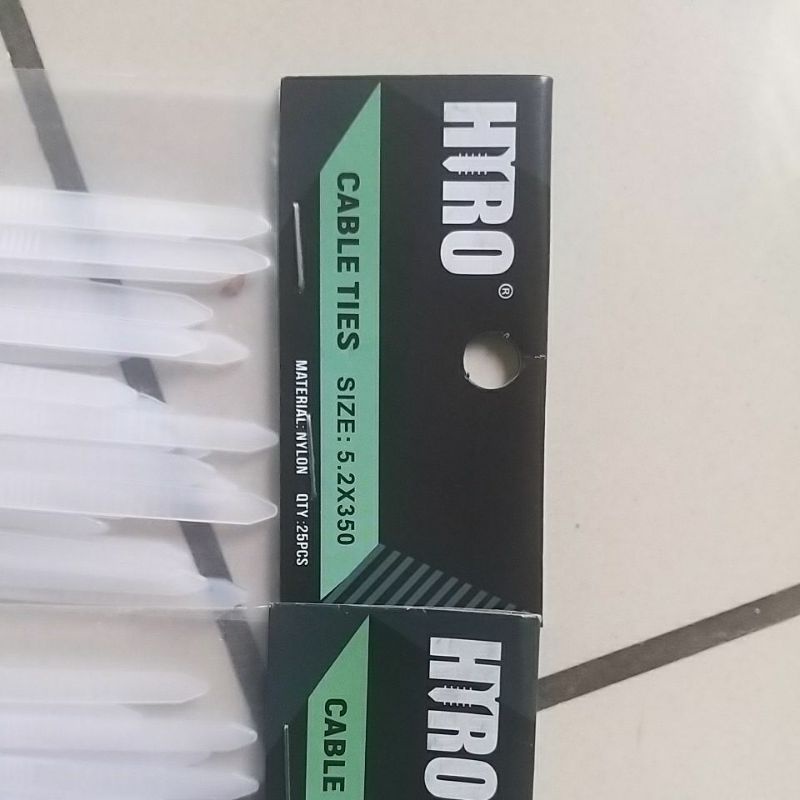 HYRO®
CABLE TIES SIZE: 5.2X350
MATERIAL: NYLON QTY :25PCS
HYRO
CABLE